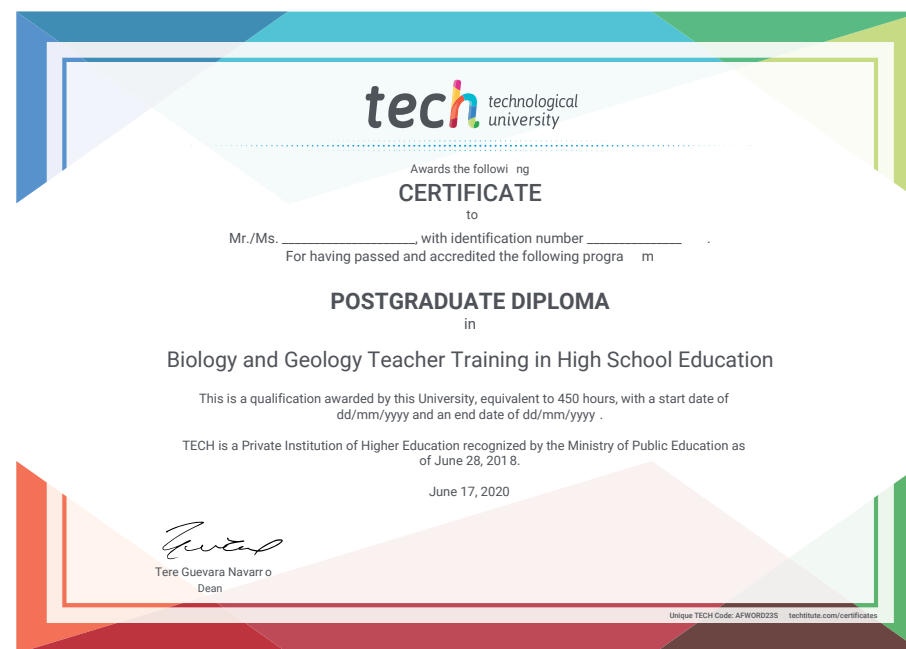 tech technological
university
Awards the followi ng
CERTIFICATE
to
Mr./Ms. _____________________, with identification number _______________ .
For having passed and accredited the following progra m
POSTGRADUATE DIPLOMA
in
Biology and Geology Teacher Training in High School Education
This is a qualification awarded by this University, equivalent to 450 hours, with a start date of
dd/mm/yyyy and an end date of dd/mm/yyyy .
TECH is a Private Institution of Higher Education recognized by the Ministry of Public Education as
of June 28, 201 8.
June 17, 2020
Tere Guevara Navarr o
Dean
Unique TECH Code: AFWORD23S techtitute.com/certificates